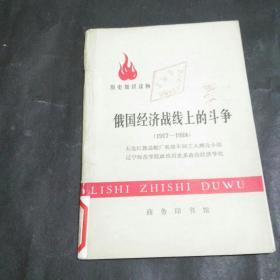 历史知识读物
俄国经济战线上的斗争
(1917—1924)
大连红旗造船厂机装车间工人理论小组
辽宁师范学院政治历史系政治经济学组
LISHI ZHISHI DUWU
商务印书馆